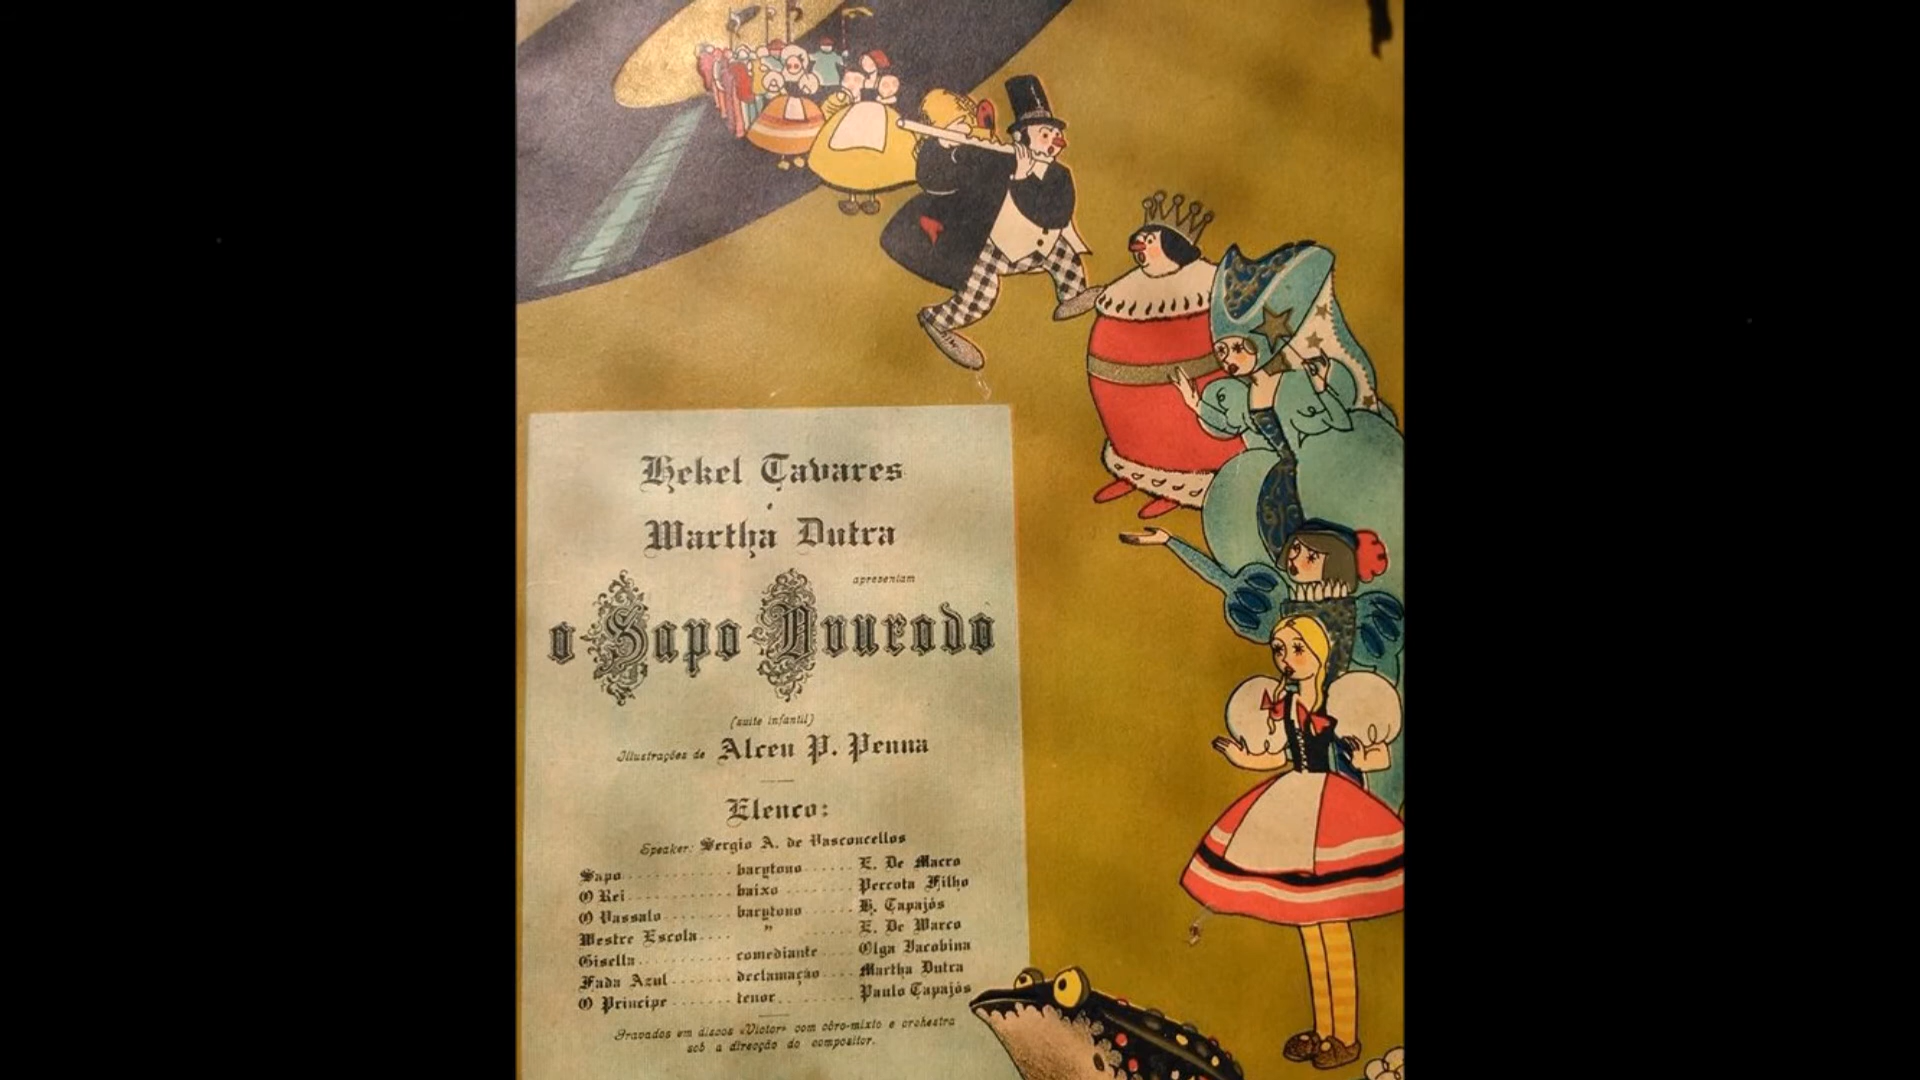 Hekel Tavares
e
Martha Dutra
apresentam
o Sapo Dourado
(suite infantil)
Illustrações de Alceu P. Penna
Elenco:
Speaker: Sergio A. de Vasconcellos
Sapo ............ barytono ...... E. De Marco
O Rei ............ baixo ........ Perrota Filho
O Vassalo ........ barytono ...... H. Tapajós
Mestre Escola .... " ...... E. De Marco
Gisella ............ comediante .... Olga Jacobina
Fada Azul ........ declamação .... Martha Dutra
O Principe ........ tenor .......... Paulo Tapajós
Gravados em discos «Victor» com côro-mixto e orchestra
sob a direcção do compositor.